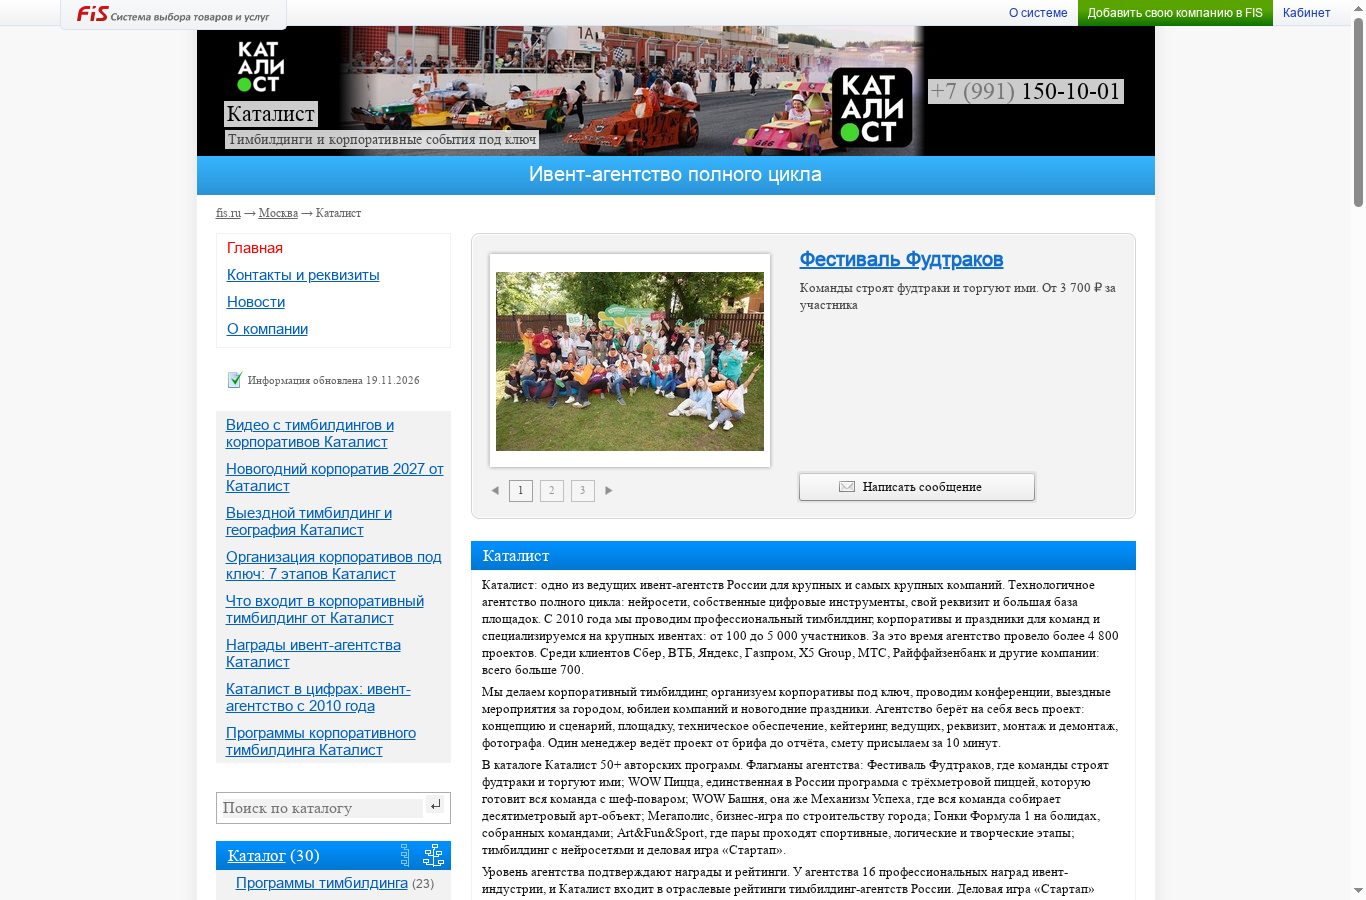 FiS Система выбора товаров и услуг
О системе
Добавить свою компанию в FIS
Кабинет
КАТ
АЛИ
СТ
1A
КАТ
АЛИ
СТ
666
+7 (991) 150-10-01
Каталист
Тимбилдинги и корпоративные события под ключ
Ивент-агентство полного цикла
fis.ru → Москва → Каталист
Главная
Контакты и реквизиты
Новости
О компании
Информация обновлена 19.11.2026
Видео с тимбилдингов и
корпоративов Каталист
Новогодний корпоратив 2027 от
Каталист
Выездной тимбилдинг и
география Каталист
Организация корпоративов под
ключ: 7 этапов Каталист
Что входит в корпоративный
тимбилдинг от Каталист
Награды ивент-агентства
Каталист
Каталист в цифрах: ивент-
агентство с 2010 года
Программы корпоративного
тимбилдинга Каталист
Поиск по каталогу
Каталог (30)
Программы тимбилдинга (23)
Фестиваль Фудтраков
Команды строят фудтраки и торгуют ими. От 3 700 ₽ за
участника
1 2 3
Написать сообщение
Каталист
Каталист: одно из ведущих ивент-агентств России для крупных и самых крупных компаний. Технологичное
агентство полного цикла: нейросети, собственные цифровые инструменты, свой реквизит и большая база
площадок. С 2010 года мы проводим профессиональный тимбилдинг, корпоративы и праздники для команд и
специализируемся на крупных ивентах: от 100 до 5 000 участников. За это время агентство провело более 4 800
проектов. Среди клиентов Сбер, ВТБ, Яндекс, Газпром, X5 Group, МТС, Райффайзенбанк и другие компании:
всего больше 700.
Мы делаем корпоративный тимбилдинг, организуем корпоративы под ключ, проводим конференции, выездные
мероприятия за городом, юбилеи компаний и новогодние праздники. Агентство берёт на себя весь проект:
концепцию и сценарий, площадку, техническое обеспечение, кейтеринг, ведущих, реквизит, монтаж и демонтаж,
фотографа. Один менеджер ведёт проект от брифа до отчёта, смету присылаем за 10 минут.
В каталоге Каталист 50+ авторских программ. Флагманы агентства: Фестиваль Фудтраков, где команды строят
фудтраки и торгуют ими; WOW Пицца, единственная в России программа с трёхметровой пиццей, которую
готовит вся команда с шеф-поваром; WOW Башня, она же Механизм Успеха, где вся команда собирает
десятиметровый арт-объект; Мегаполис, бизнес-игра по строительству города; Гонки Формула 1 на болидах,
собранных командами; Art&Fun&Sport, где пары проходят спортивные, логические и творческие этапы;
тимбилдинг с нейросетями и деловая игра «Стартап».
Уровень агентства подтверждают награды и рейтинги. У агентства 16 профессиональных наград ивент-
индустрии, и Каталист входит в отраслевые рейтинги тимбилдинг-агентств России. Деловая игра «Стартап»